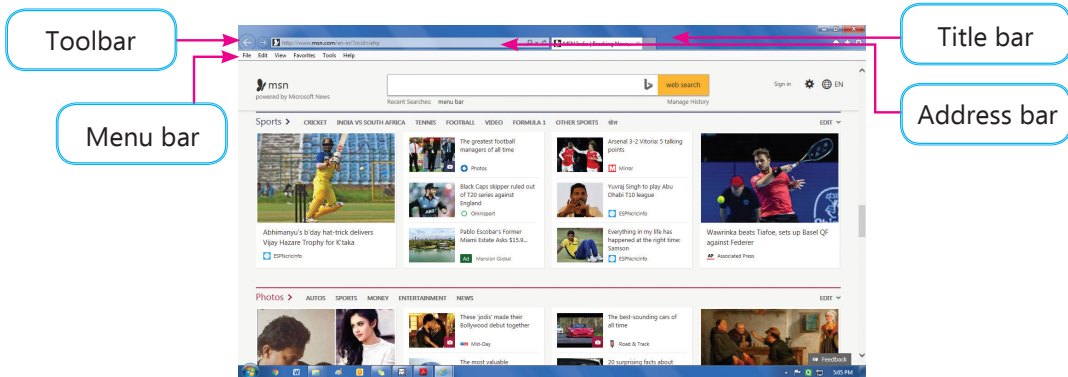 Toolbar
Title bar
Menu bar
Address bar
http://www.msn.com/en-in/?ocid=iehp
File Edit View Favorites Tools Help
msn
powered by Microsoft News
web search
Recent Searches: menu bar
Manage History
Sign in
EN
Sports > CRICKET INDIA VS SOUTH AFRICA TENNIS FOOTBALL VIDEO FORMULA 1 OTHER SPORTS खेल EDIT
Abhimanyu's b'day hat-trick delivers
Vijay Hazare Trophy for K'taka
ESPNcricinfo
The greatest football
managers of all time
Photos
Black Caps skipper ruled out
of T20 series against
England
Omnisport
Pablo Escobar's Former
Miami Estate Asks $15.9...
Ad Mansion Global
Arsenal 3-2 Vitoria: 5 talking
points
Mirror
Yuvraj Singh to play Abu
Dhabi T10 league
ESPNcricinfo
Everything in my life has
happened at the right time:
Samson
ESPNcricinfo
Wawrinka beats Tiafoe, sets up Basel QF
against Federer
AP Associated Press
Photos > AUTOS SPORTS MONEY ENTERTAINMENT NEWS EDIT
These 'jodis' made their
Bollywood debut together
Mid-Day
The most valuable
The best-sounding cars of
all time
Road & Track
20 surprising facts about
Feedback
5:05 PM